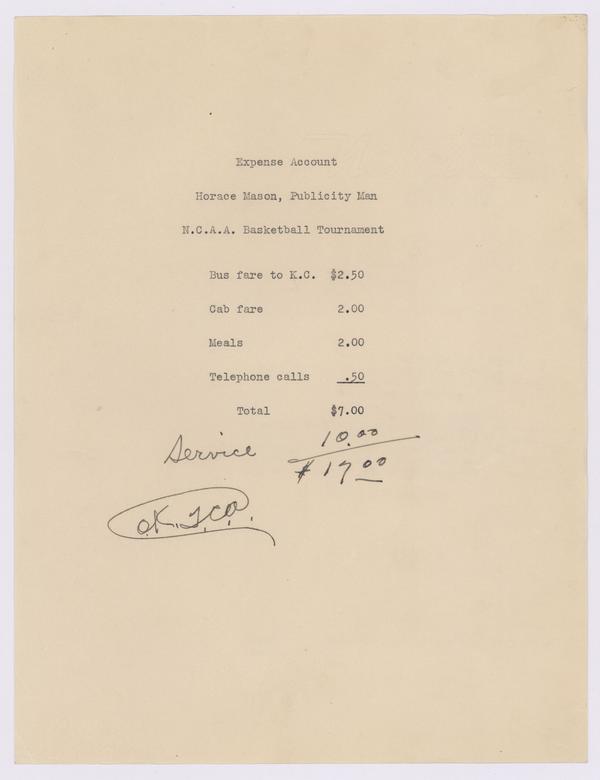 Expense Account
Horace Mason, Publicity Man
N.C.A.A. Basketball Tournament
Bus fare to K.C. $2.50
Cab fare 2.00
Meals 2.00
Telephone calls .50
Total $7.00
Service 10.00
$17.00
O.K.